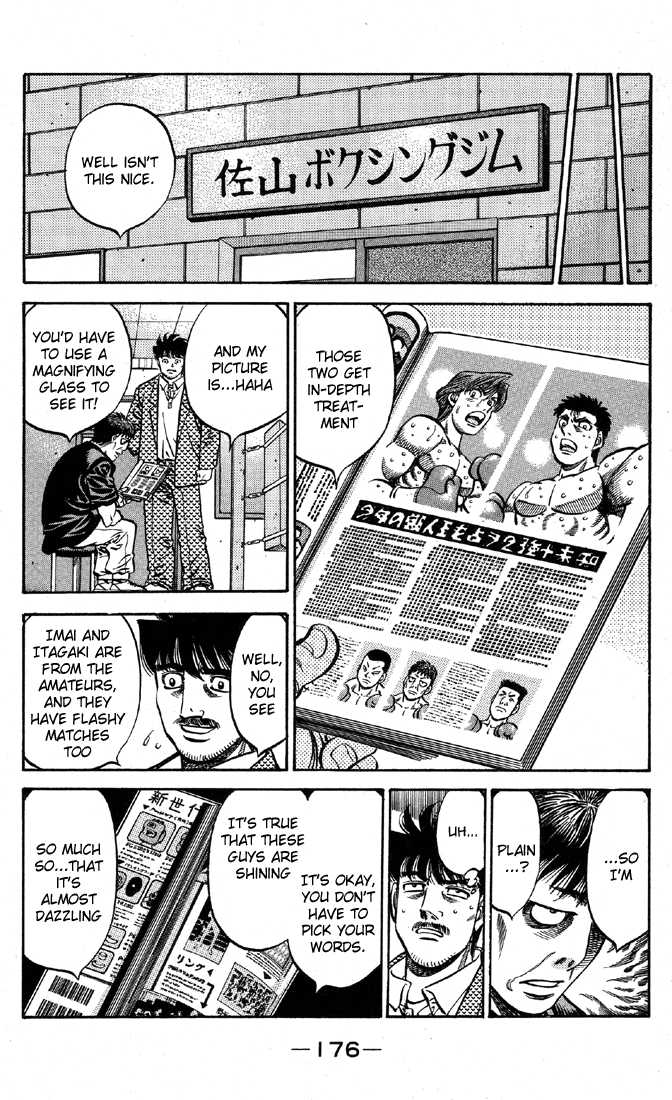 WELL ISN'T
THIS NICE.
佐山ボクシングジム
THOSE
TWO GET
IN-DEPTH
TREAT-
MENT
AND MY
PICTURE
IS...HAHA
YOU'D HAVE
TO USE A
MAGNIFYING
GLASS TO
SEE IT!
WELL,
NO,
YOU
SEE
IMAI AND
ITAGAKI ARE
FROM THE
AMATEURS,
AND THEY
HAVE FLASHY
MATCHES
TOO
...SO
I'M
PLAIN
...?
UH...
IT'S OKAY,
YOU DON'T
HAVE TO
PICK YOUR
WORDS.
IT'S TRUE
THAT THESE
GUYS ARE
SHINING
新世代
リング
SO MUCH
SO...THAT
IT'S
ALMOST
DAZZLING
—176—